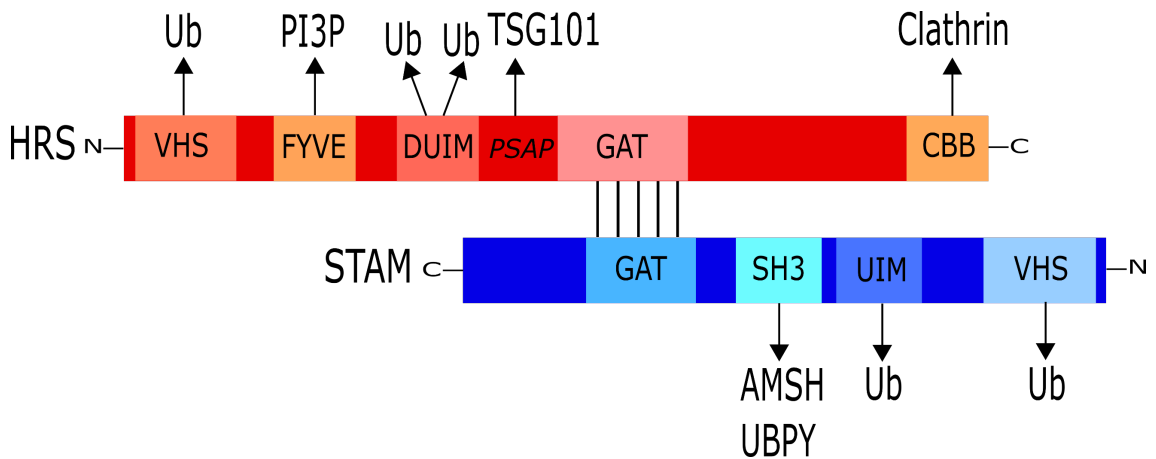 Ub PI3P Ub Ub TSG101 Clathrin
HRS N VHS FYVE DUIM PSAP GAT CBB C
STAM C GAT SH3 UIM VHS N
AMSH Ub Ub
UBPY